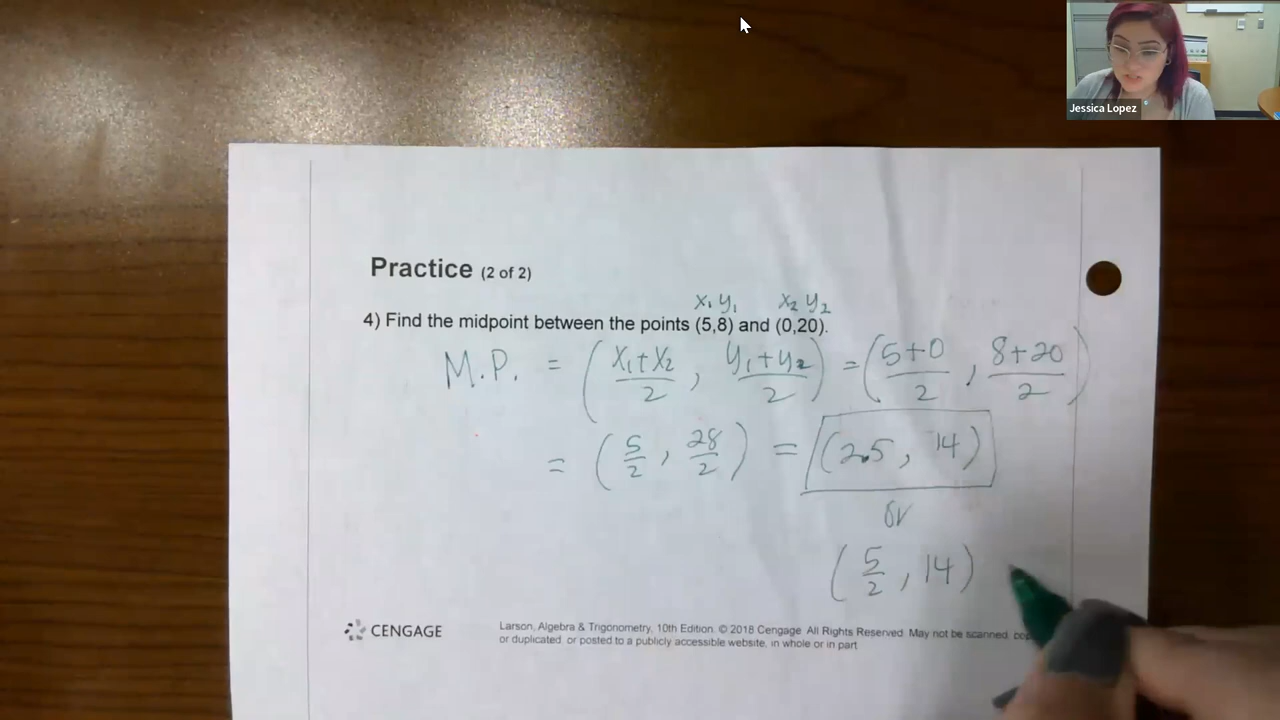 Jessica Lopez
Practice (2 of 2)
x₁ y₁ x₂ y₂
4) Find the midpoint between the points (5,8) and (0,20).
M.P. = ( (x₁+x₂)/2 , (y₁+y₂)/2 ) = ( (5+0)/2 , (8+20)/2 )
= ( 5/2 , 28/2 ) = (2.5, 14)
or
( 5/2 , 14)
CENGAGE
Larson, Algebra & Trigonometry, 10th Edition. © 2018 Cengage. All Rights Reserved. May not be scanned,
or duplicated, or posted to a publicly accessible website, in whole or in part